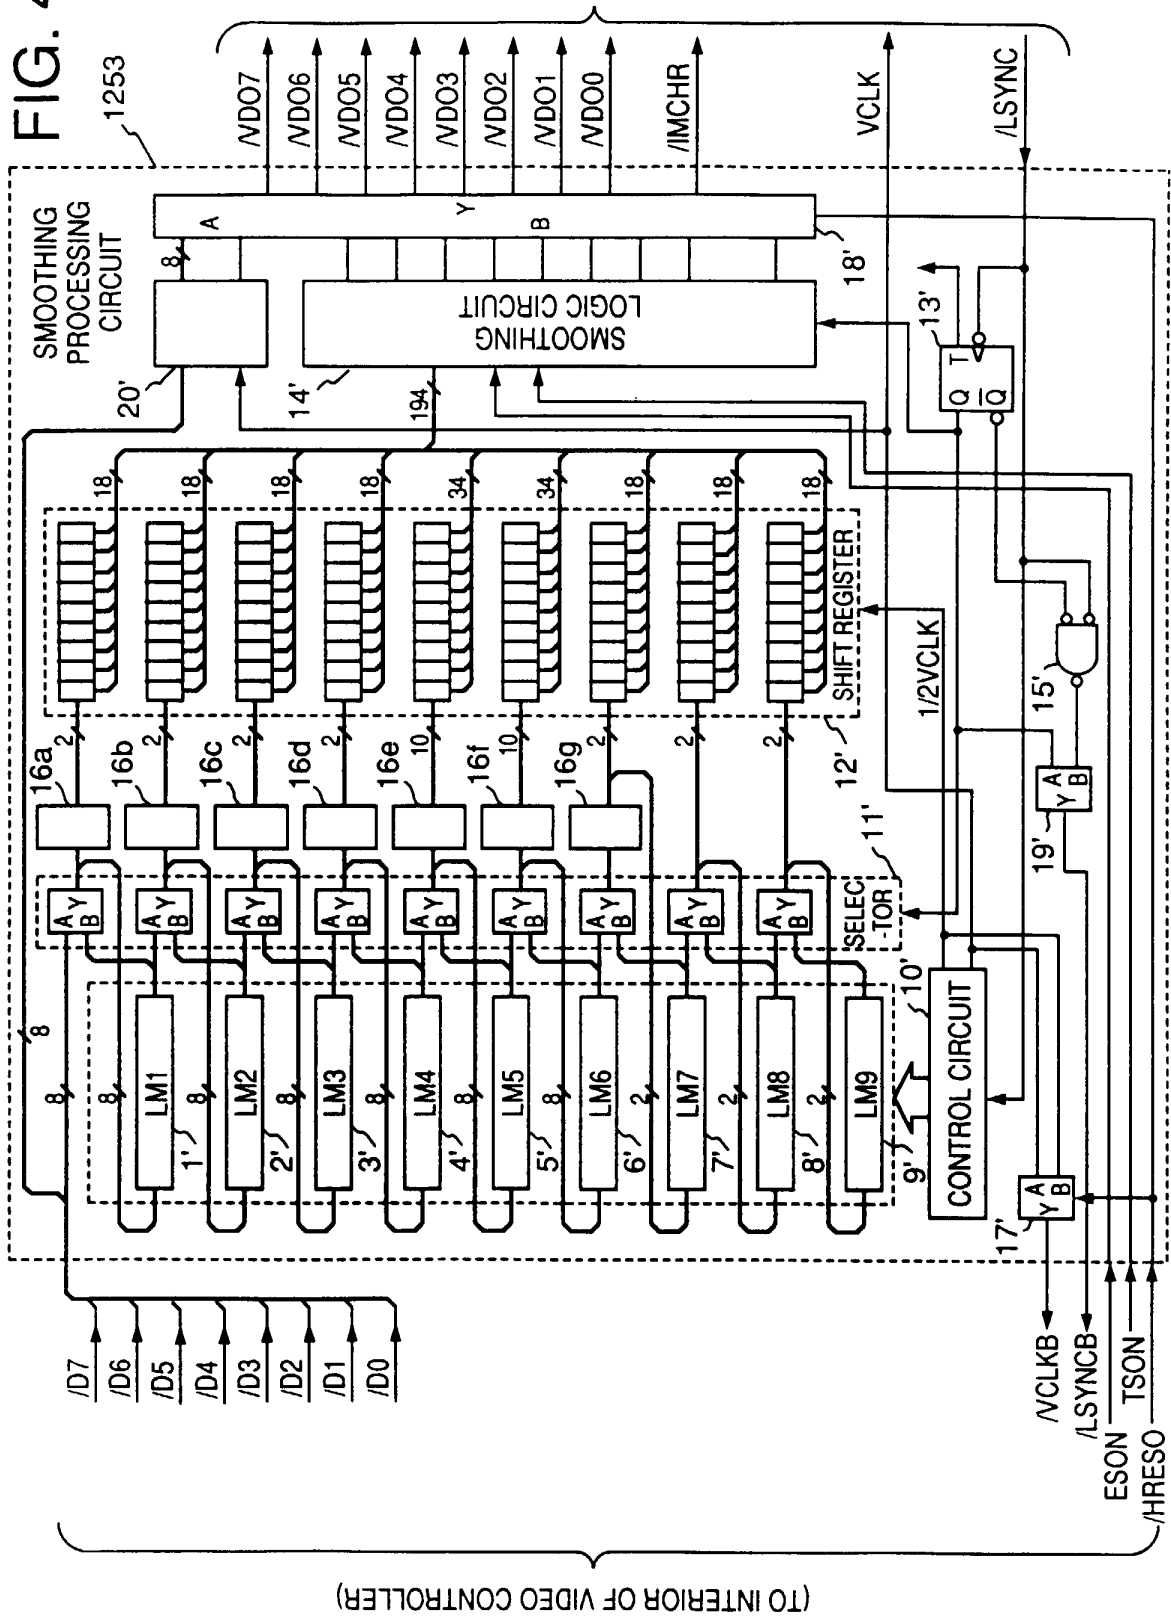 FIG. 4
1253
SMOOTHING
PROCESSING
CIRCUIT
/VDO7
/VDO6
/VDO5
/VDO4
/VDO3
/VDO2
/VDO1
/VDO0
/IMCHR
VCLK
/LSYNC
A
Y
B
8
18'
20'
14'
SMOOTHING
LOGIC CIRCUIT
194
13'
Q T
Q
18
18
18
18
34
34
18
18
18
SHIFT REGISTER
12'
1/2VCLK
15'
2
2
2
2
10
10
2
2
2
16a
16b
16c
16d
16e
16f
16g
11'
SELEC
-TOR
A Y
B
A Y
B
A Y
B
A Y
B
A Y
B
A Y
B
A Y
B
A Y
B
A Y
B
19'
Y A
B
8
8
8
8
8
8
8
2
2
2
LM1
LM2
LM3
LM4
LM5
LM6
LM7
LM8
LM9
1'
2'
3'
4'
5'
6'
7'
8'
9'
10'
CONTROL CIRCUIT
17'
Y A
B
/D7
/D6
/D5
/D4
/D3
/D2
/D1
/D0
/VCLKB
/LSYNCB
ESON
TSON
/HRESO
(TO INTERIOR OF VIDEO CONTROLLER)